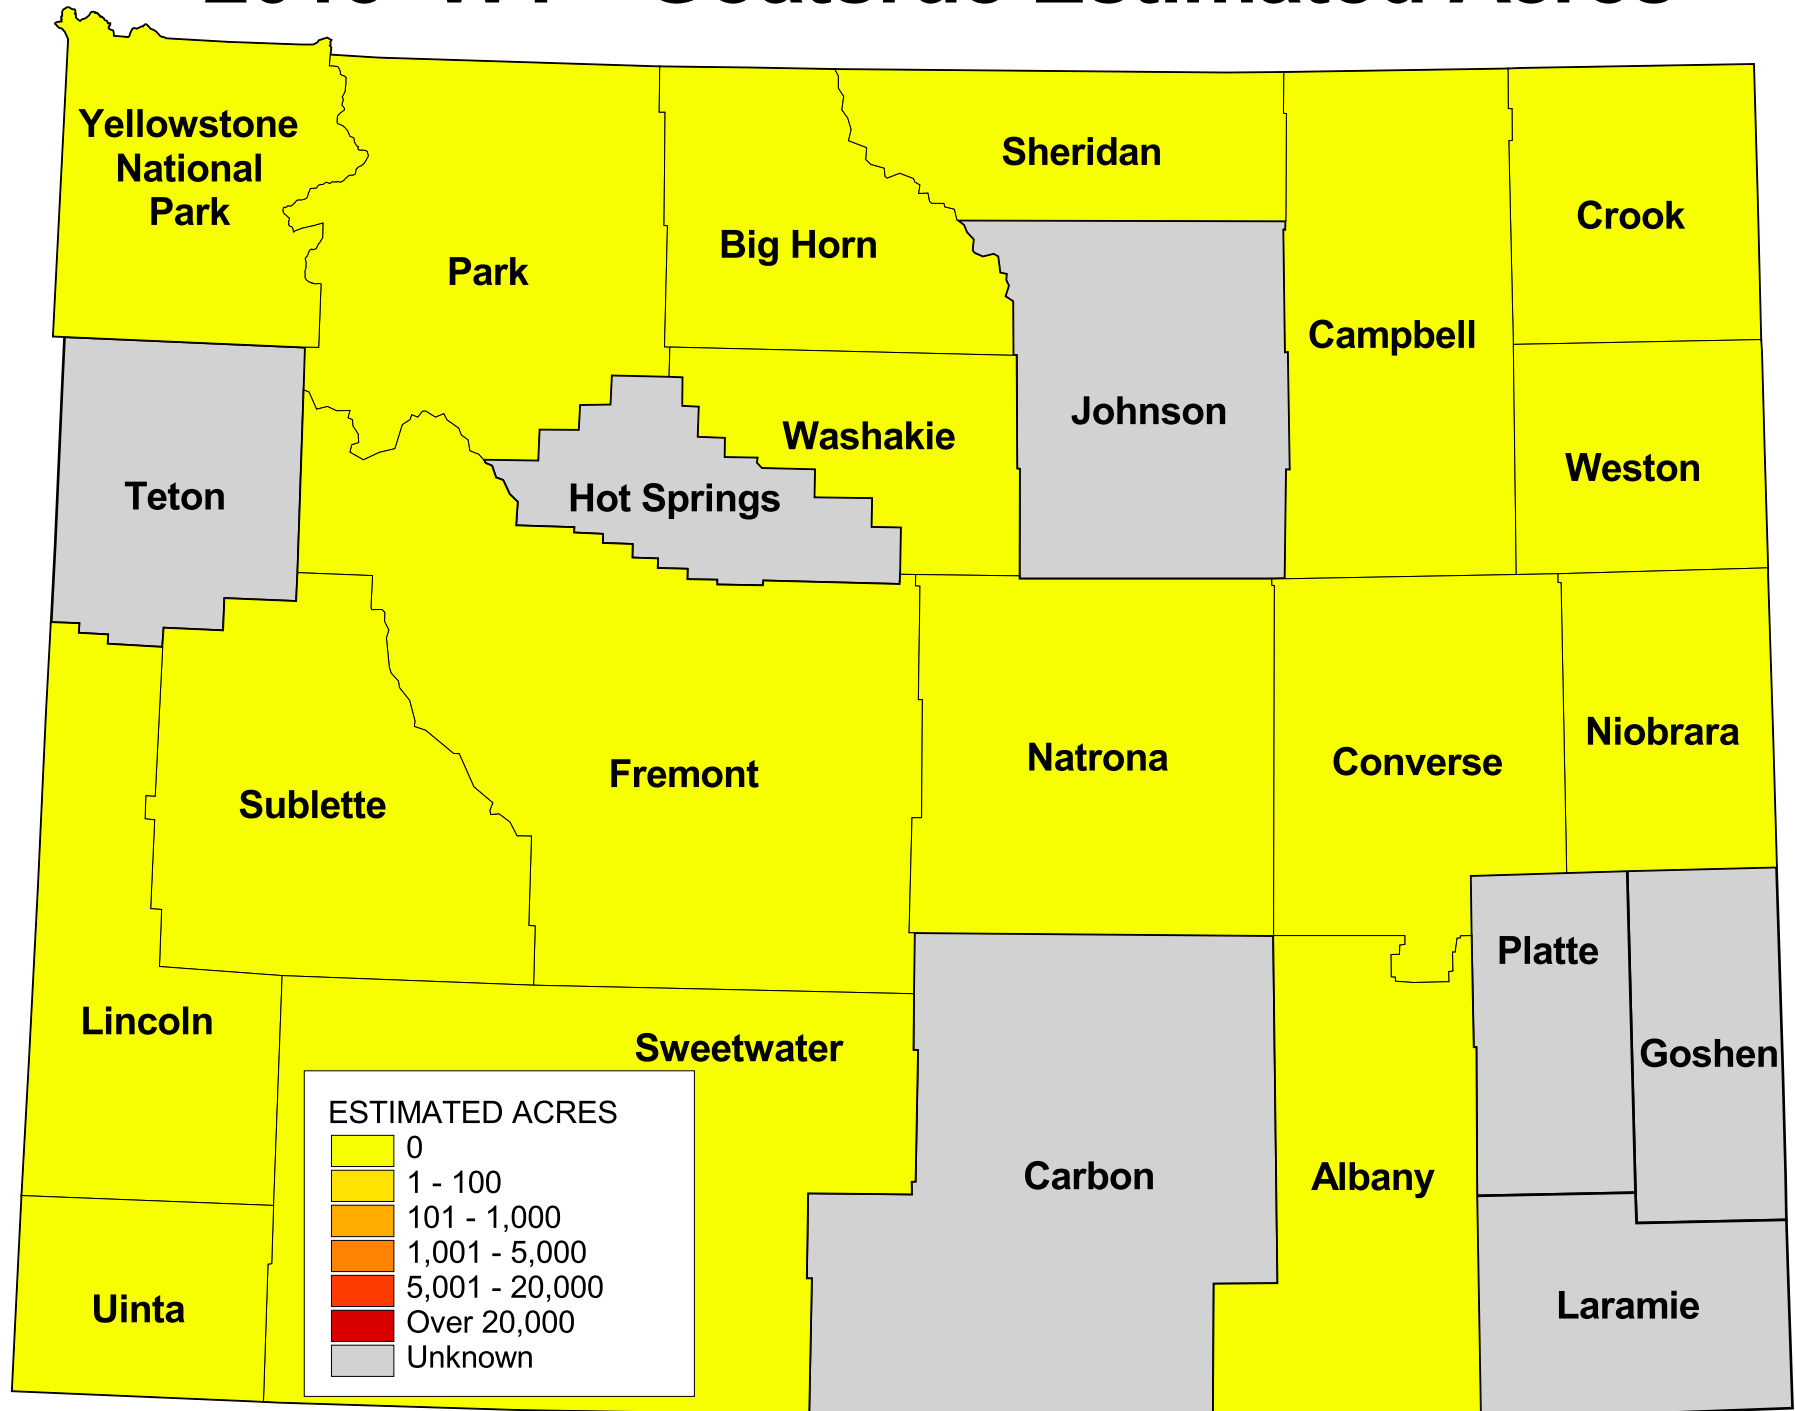 Yellowstone
National
Park
Park
Big Horn
Sheridan
Crook
Campbell
Johnson
Washakie
Hot Springs
Teton
Weston
Niobrara
Converse
Natrona
Fremont
Sublette
Lincoln
Sweetwater
Platte
Goshen
Carbon
Albany
Uinta
Laramie
ESTIMATED ACRES
0
1 - 100
101 - 1,000
1,001 - 5,000
5,001 - 20,000
Over 20,000
Unknown